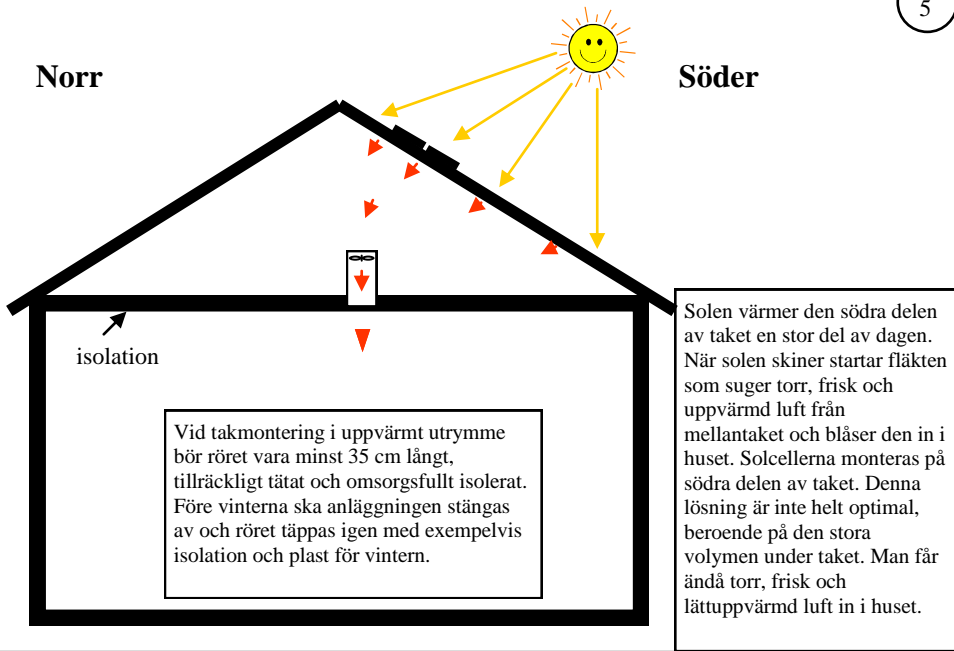 5
Norr
Söder
isolation
Vid takmontering i uppvärmt utrymme
bör röret vara minst 35 cm långt,
tillräckligt tätat och omsorgsfullt isolerat.
Före vinterna ska anläggningen stängas
av och röret täppas igen med exempelvis
isolation och plast för vintern.
Solen värmer den södra delen
av taket en stor del av dagen.
När solen skiner startar fläkten
som suger torr, frisk och
uppvärmd luft från
mellantaket och blåser den in i
huset. Solcellerna monteras på
södra delen av taket. Denna
lösning är inte helt optimal,
beroende på den stora
volymen under taket. Man får
ändå torr, frisk och
lättuppvärmd luft in i huset.